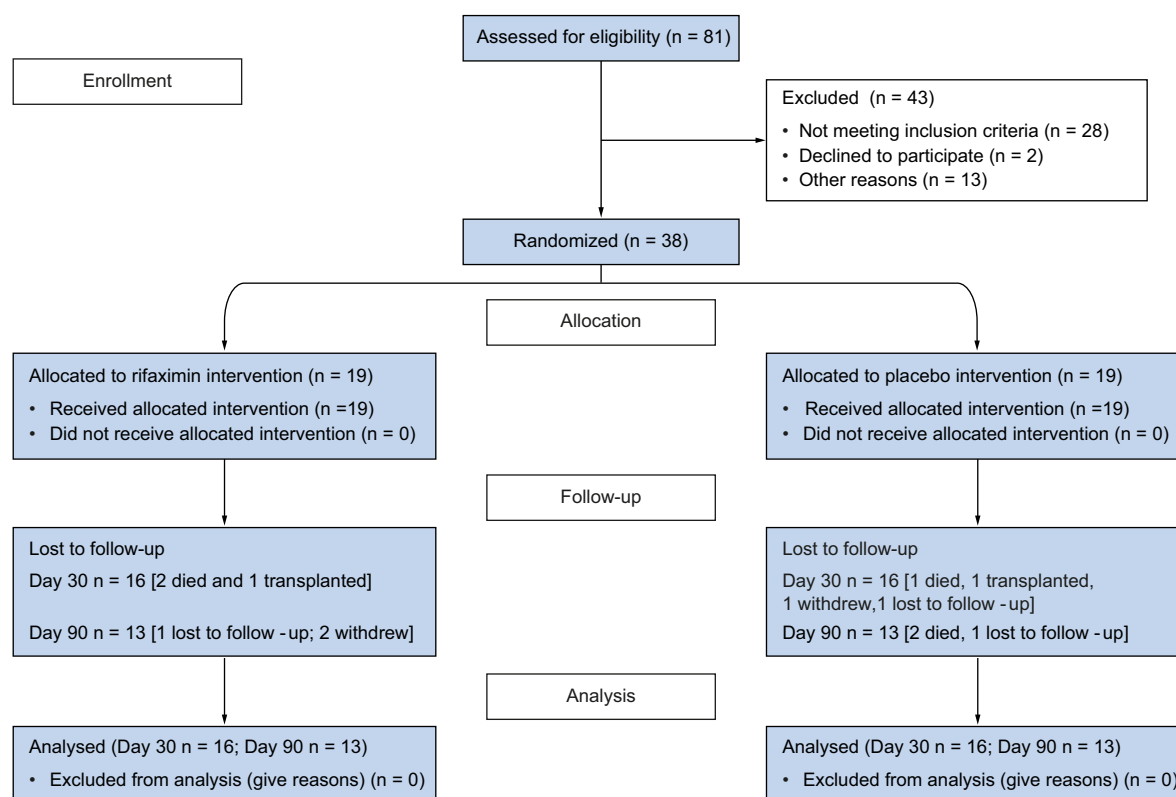 Assessed for eligibility (n = 81)
Enrollment
Excluded (n = 43)
• Not meeting inclusion criteria (n = 28)
• Declined to participate (n = 2)
• Other reasons (n = 13)
Randomized (n = 38)
Allocation
Allocated to rifaximin intervention (n = 19)
• Received allocated intervention (n =19)
• Did not receive allocated intervention (n = 0)
Allocated to placebo intervention (n = 19)
• Received allocated intervention (n =19)
• Did not receive allocated intervention (n = 0)
Follow-up
Lost to follow-up
Day 30 n = 16 [2 died and 1 transplanted]
Day 90 n = 13 [1 lost to follow -up; 2 withdrew]
Lost to follow-up
Day 30 n = 16 [1 died, 1 transplanted,
1 withdrew,1 lost to follow -up]
Day 90 n = 13 [2 died, 1 lost to follow -up]
Analysis
Analysed (Day 30 n = 16; Day 90 n = 13)
• Excluded from analysis (give reasons) (n = 0)
Analysed (Day 30 n = 16; Day 90 n = 13)
• Excluded from analysis (give reasons) (n = 0)